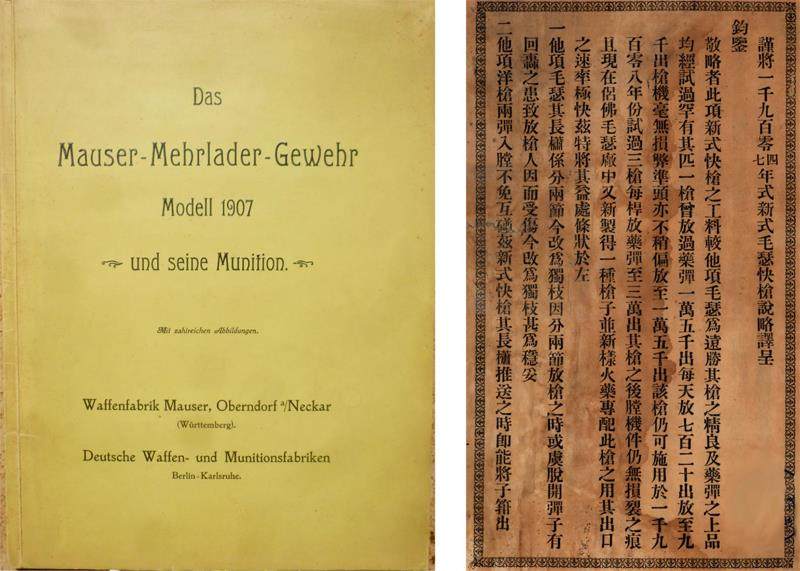 Das
Mauser-Mehrlader-Gewehr
Modell 1907
und seine Munition.
Mit zahlreichen Abbildungen.
Waffenfabrik Mauser, Oberndorf a/Neckar
(Württemberg).
Deutsche Waffen- und Munitionsfabriken
Berlin-Karlsruhe.
謹將一千九百零四七年式新式毛瑟快槍說略譯呈
鈞鑒
敬略者此項新式快槍之工料較他項毛瑟爲遠勝其槍之精良及藥彈之上品
均經試過罕有其匹一槍曾放過藥彈一萬五千出每天放七百二十出放至九
千出槍機毫無損弊準頭亦不稍偏放至一萬五千出該槍仍可施用於一千九
百零八年份試過三槍每桿放藥彈至三萬出其槍之後膛機件仍無損裂之痕
且現在侶佛毛瑟廠中又新製得一種槍子並新樣火藥專配此槍之用其出口
之速率極快茲特將其益處條狀於左
一他項毛瑟其長櫹係分兩節今改爲獨枝因分兩節放槍之時或虞脫開彈子有
回轟之患致放槍人因而受傷今改爲獨枝甚爲穩妥
二他項洋槍兩彈入膛不免互碰茲新式快槍其長櫹推送之時卽能將子箝出